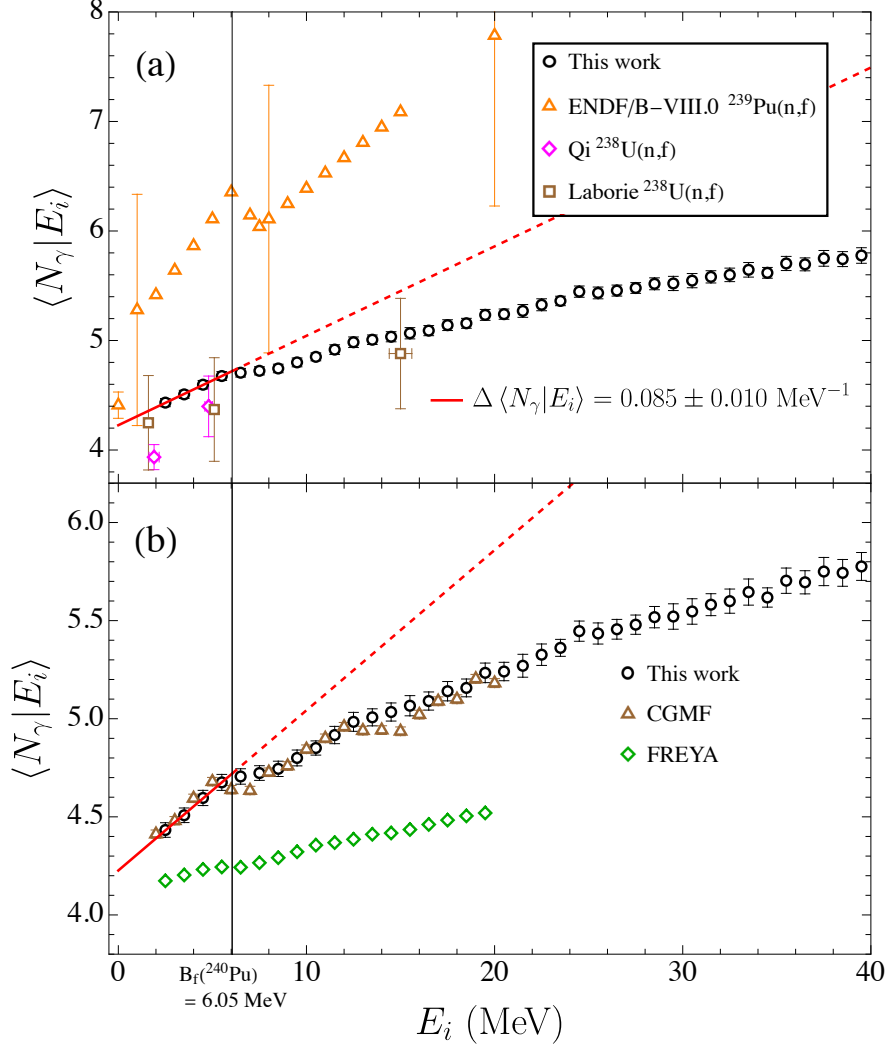 8
7
6
5
4
⟨N_γ|E_i⟩
(a)
This work
ENDF/B−VIII.0 ²³⁹Pu(n,f)
Qi ²³⁸U(n,f)
Laborie ²³⁸U(n,f)
Δ ⟨N_γ|E_i⟩ = 0.085 ± 0.010 MeV⁻¹
6.0
5.5
5.0
4.5
4.0
⟨N_γ|E_i⟩
(b)
This work
CGMF
FREYA
0 10 20 30 40
B_f(²⁴⁰Pu)
= 6.05 MeV
E_i (MeV)